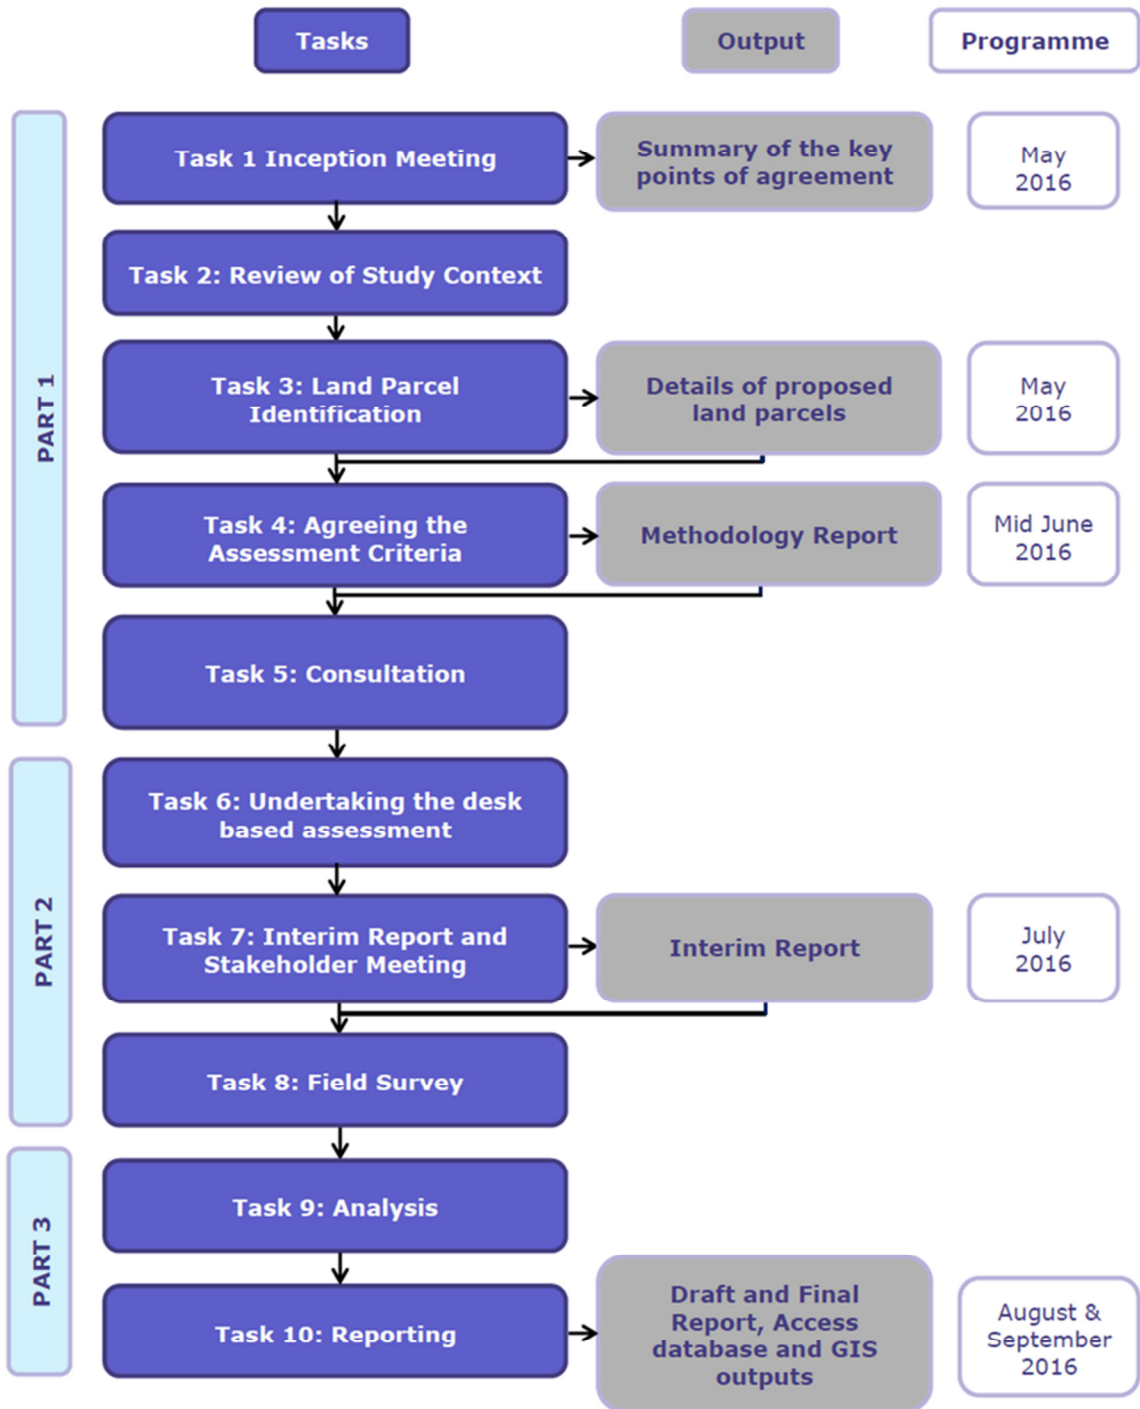 Tasks
Output
Programme
PART 1
Task 1 Inception Meeting
Summary of the key
points of agreement
May
2016
Task 2: Review of Study Context
Task 3: Land Parcel
Identification
Details of proposed
land parcels
May
2016
Task 4: Agreeing the
Assessment Criteria
Methodology Report
Mid June
2016
Task 5: Consultation
PART 2
Task 6: Undertaking the desk
based assessment
Task 7: Interim Report and
Stakeholder Meeting
Interim Report
July
2016
Task 8: Field Survey
PART 3
Task 9: Analysis
Task 10: Reporting
Draft and Final
Report, Access
database and GIS
outputs
August &
September
2016